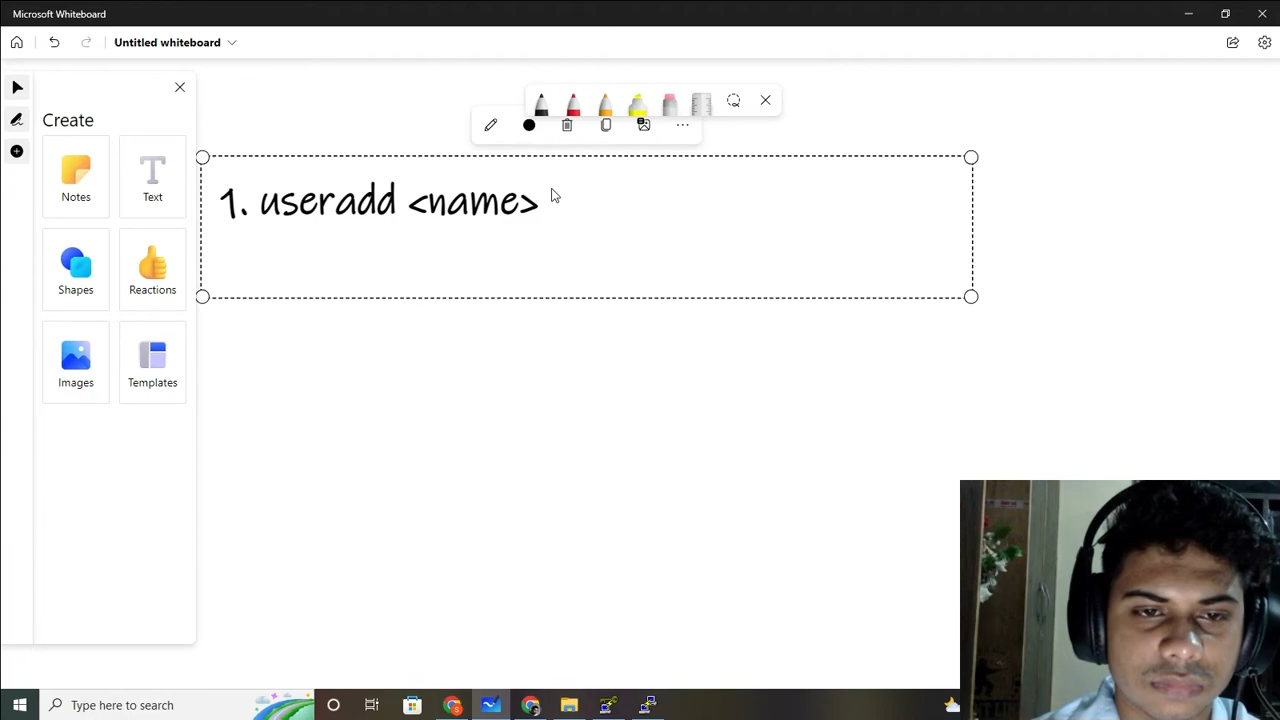 Microsoft Whiteboard
Untitled whiteboard
Create
Notes
Text
Shapes
Reactions
Images
Templates
1. useradd <name>
Type here to search